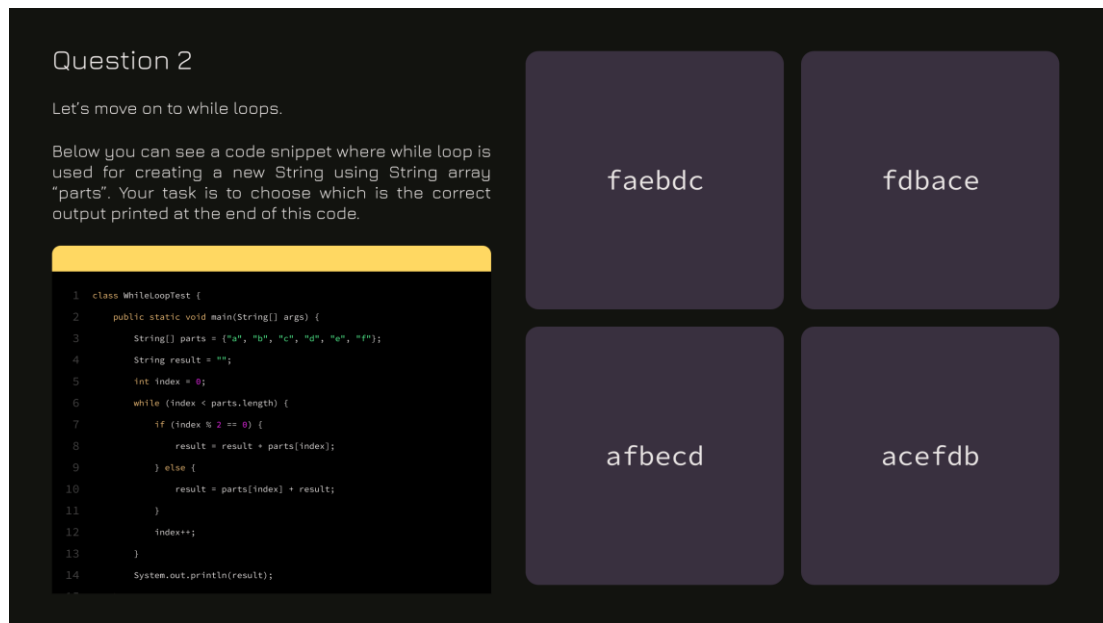 Question 2
Let's move on to while loops.
Below you can see a code snippet where while loop is
used for creating a new String using String array
“parts”. Your task is to choose which is the correct
output printed at the end of this code.
1 class WhileLoopTest {
2 public static void main(String[] args) {
3 String[] parts = {"a", "b", "c", "d", "e", "f"};
4 String result = "";
5 int index = 0;
6 while (index < parts.length) {
7 if (index % 2 == 0) {
8 result = result + parts[index];
9 } else {
10 result = parts[index] + result;
11 }
12 index++;
13 }
14 System.out.println(result);
faebdc
fdbace
afbecd
acefdb